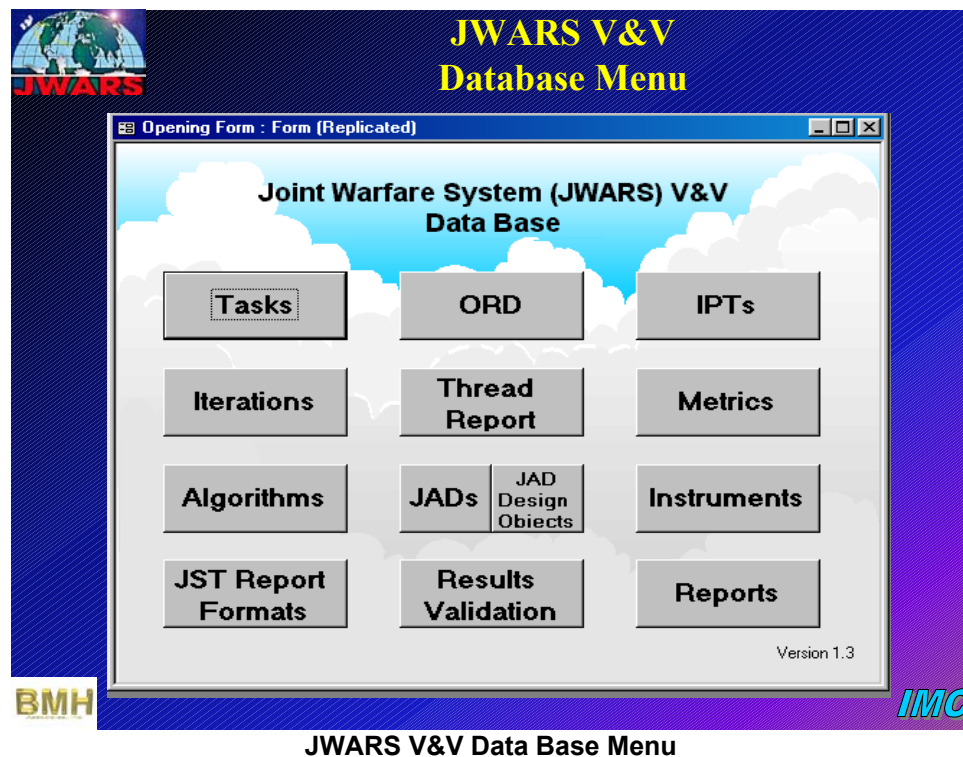 JWARS V&V
Database Menu
JWARS
Opening Form : Form (Replicated)
Joint Warfare System (JWARS) V&V
Data Base
Tasks
ORD
IPTs
Iterations
Thread
Report
Metrics
Algorithms
JADs
JAD
Design
Objects
Instruments
JST Report
Formats
Results
Validation
Reports
Version 1.3
BMH
IMC
JWARS V&V Data Base Menu